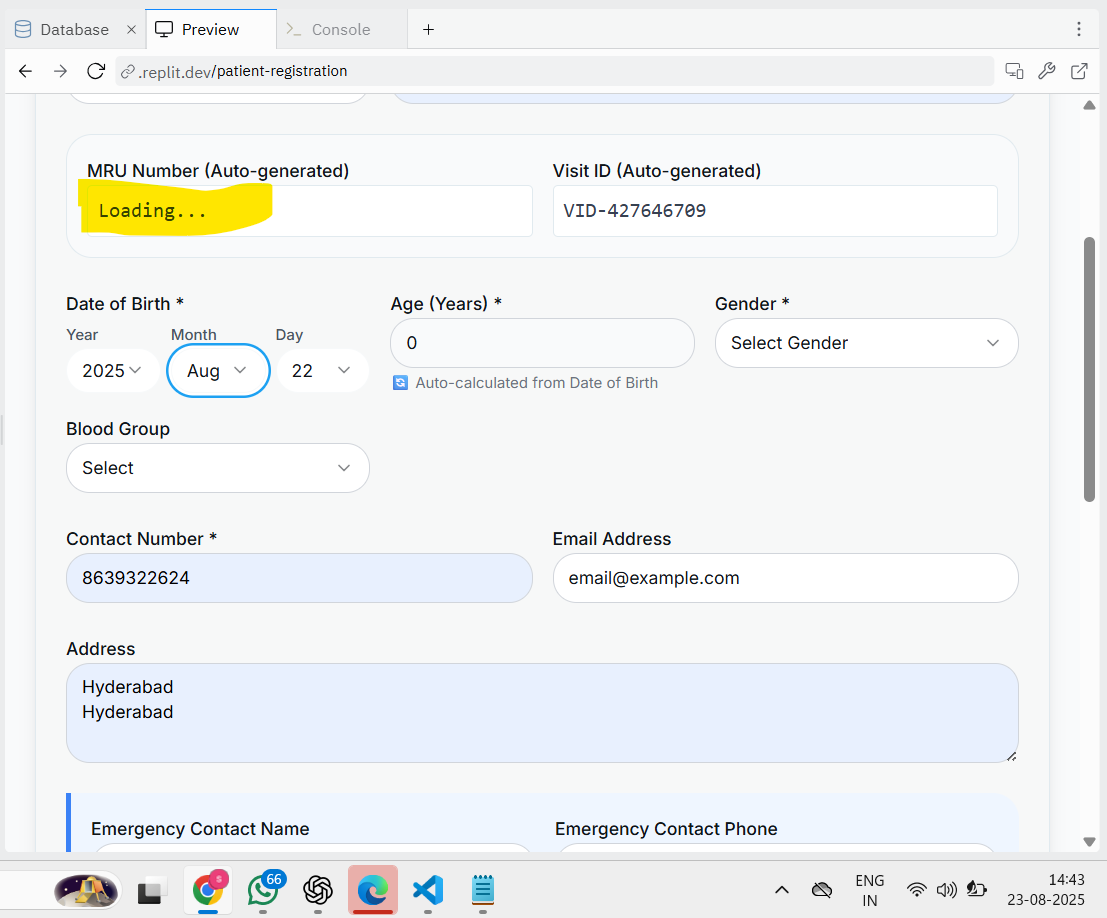 Database
Preview
Console
.replit.dev/patient-registration
MRU Number (Auto-generated)
Visit ID (Auto-generated)
Loading...
VID-427646709
Date of Birth *
Age (Years) *
Gender *
Year
Month
Day
2025
Aug
22
0
Select Gender
Auto-calculated from Date of Birth
Blood Group
Select
Contact Number *
Email Address
8639322624
email@example.com
Address
Hyderabad
Hyderabad
Emergency Contact Name
Emergency Contact Phone
S
66
ENG
IN
14:43
23-08-2025